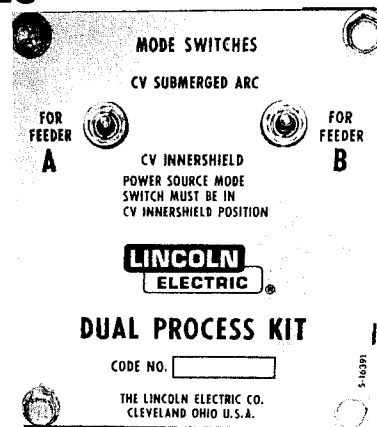 MODE SWITCHES
CV SUBMERGED ARC
FOR FEEDER A
FOR FEEDER B
CV INNERSHIELD
POWER SOURCE MODE
SWITCH MUST BE IN
CV INNERSHIELD POSITION
LINCOLN
ELECTRIC ®
DUAL PROCESS KIT
CODE NO.
THE LINCOLN ELECTRIC CO.
CLEVELAND OHIO U.S.A.
S-16391